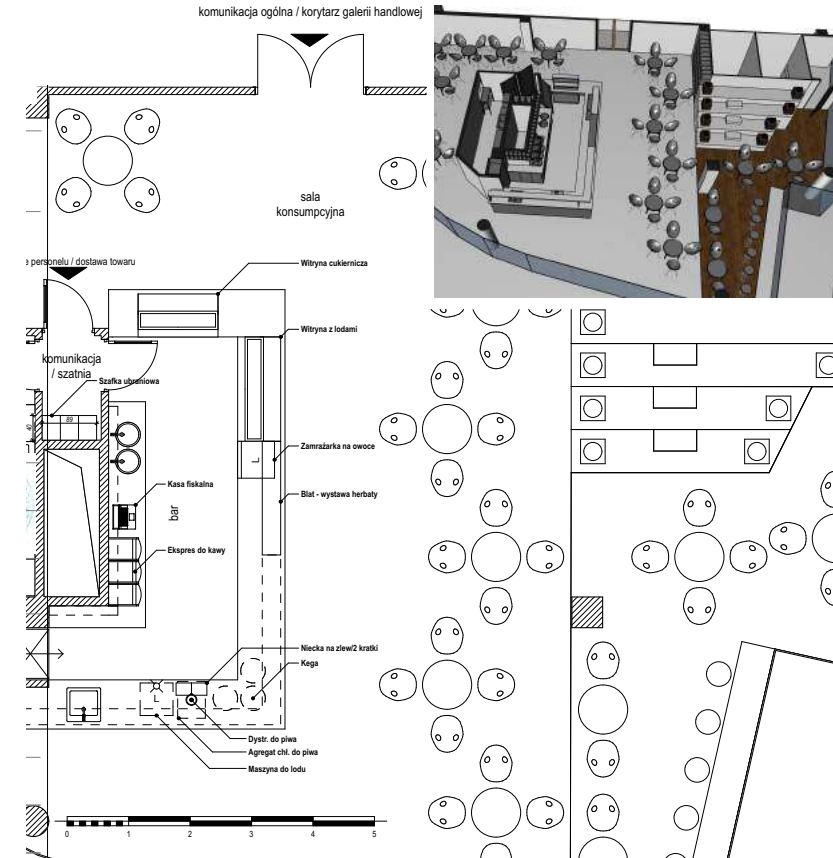 komunikacja ogólna / korytarz galerii handlowej
sala
konsumpcyjna
personelu / dostawa towaru
Witryna cukiernicza
Witryna z lodami
komunikacja
/ szatnia
Szafka ubraniowa
89
40
Zamrażarka na owoce
L
Kasa fiskalna
Blat - wystawa herbaty
bar
Ekspres do kawy
Niecka na zlew/2 kratki
Kega
L
Dystr. do piwa
Agregat chł. do piwa
Maszyna do lodu
0 1 2 3 4 5